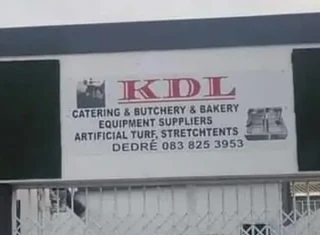 KDL
CATERING & BUTCHERY & BAKERY
EQUIPMENT SUPPLIERS
ARTIFICIAL TURF, STRETCHTENTS
DEDRÉ 083 825 3953